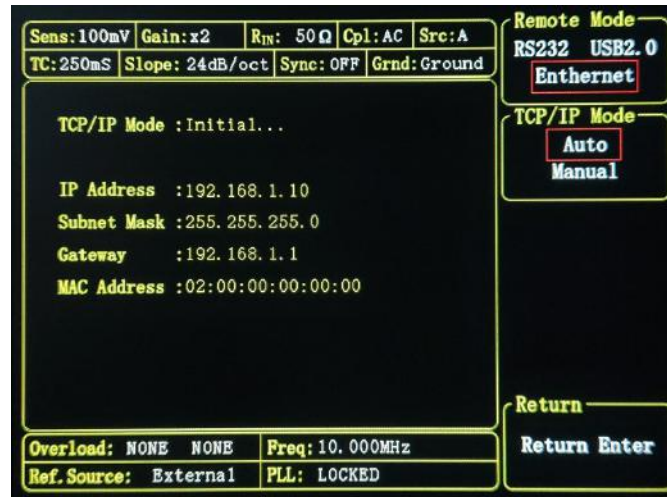 Sens:100mV Gain:x2 RIN: 50Ω Cpl:AC Src:A
TC:250mS Slope: 24dB/oct Sync:OFF Grnd:Ground
TCP/IP Mode :Initial...
IP Address :192.168.1.10
Subnet Mask :255.255.255.0
Gateway :192.168.1.1
MAC Address :02:00:00:00:00:00
Overload: NONE NONE Freq:10.000MHz
Ref.Source: External PLL: LOCKED
Remote Mode
RS232 USB2.0
Enthernet
TCP/IP Mode
Auto
Manual
Return
Return Enter